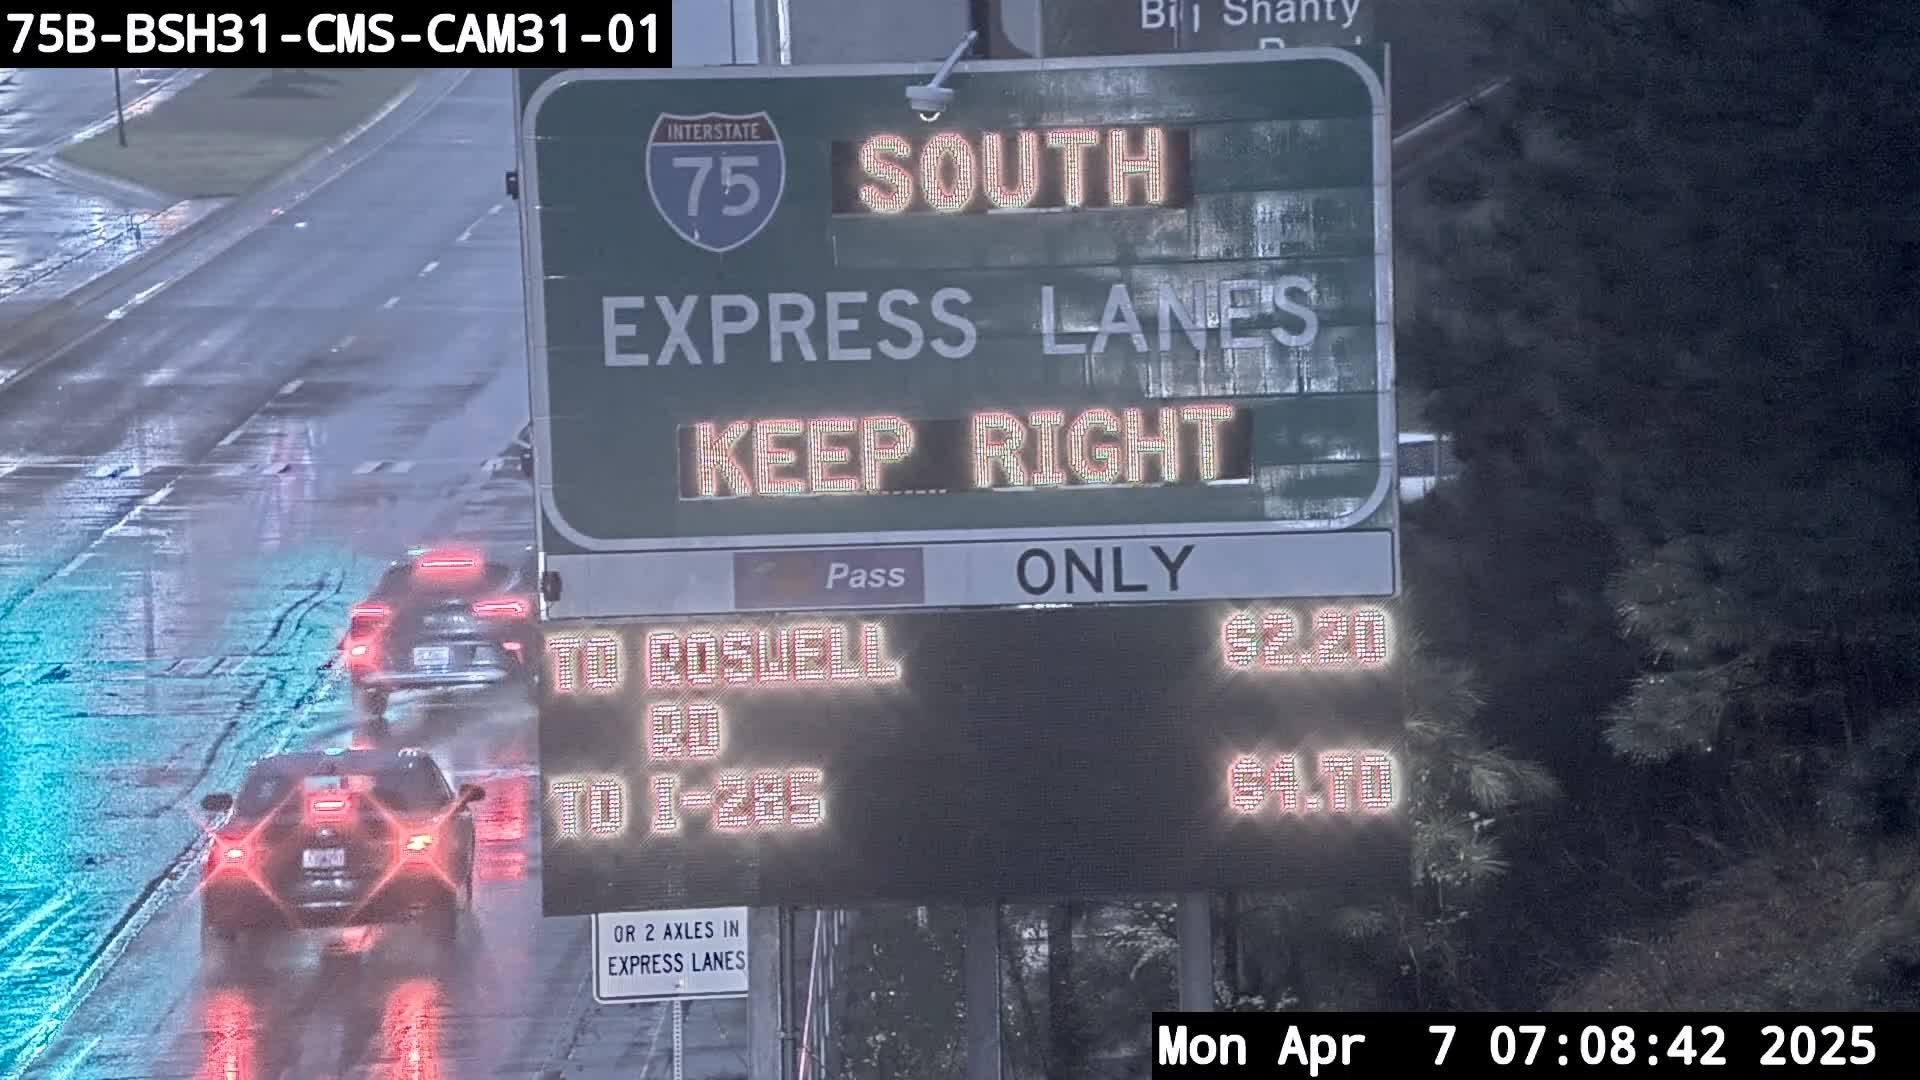 75B-BSH31-CMS-CAM31-01
Big Shanty
INTERSTATE
75
SOUTH
EXPRESS LANES
KEEP RIGHT
Pass ONLY
TO ROSWELL $2.20
RD
TO I-285 $4.70
OR 2 AXLES IN
EXPRESS LANES
Mon Apr 7 07:08:42 2025